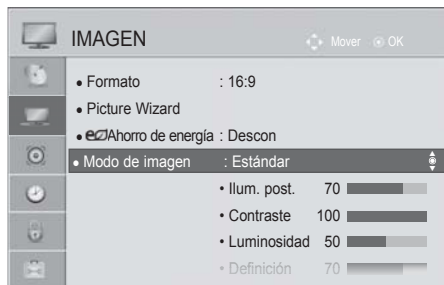 IMAGEN
Mover ⊙ OK
• Formato : 16:9
• Picture Wizard
• eco Ahorro de energía : Descon
• Modo de imagen : Estándar
• Ilum. post. 70
• Contraste 100
• Luminosidad 50
• Definición 70